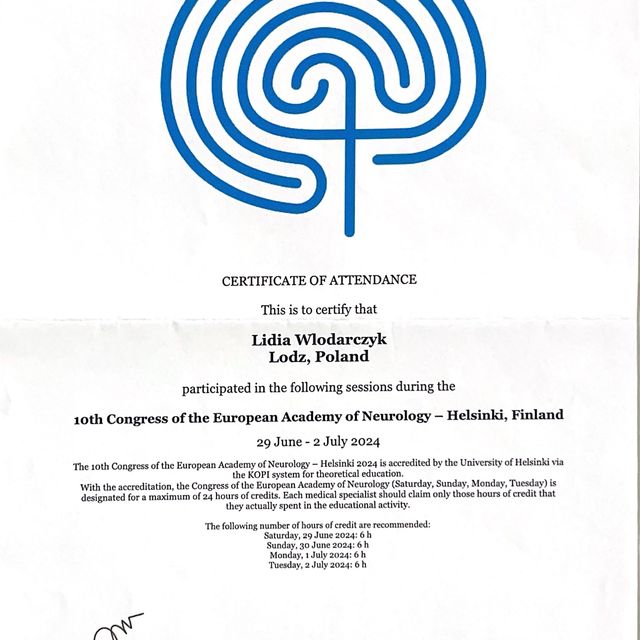 CERTIFICATE OF ATTENDANCE
This is to certify that
Lidia Wlodarczyk
Lodz, Poland
participated in the following sessions during the
10th Congress of the European Academy of Neurology – Helsinki, Finland
29 June - 2 July 2024
The 10th Congress of the European Academy of Neurology – Helsinki 2024 is accredited by the University of Helsinki via
the KOPI system for theoretical education.
With the accreditation, the Congress of the European Academy of Neurology (Saturday, Sunday, Monday, Tuesday) is
designated for a maximum of 24 hours of credits. Each medical specialist should claim only those hours of credit that
they actually spent in the educational activity.
The following number of hours of credit are recommended:
Saturday, 29 June 2024: 6 h
Sunday, 30 June 2024: 6 h
Monday, 1 July 2024: 6 h
Tuesday, 2 July 2024: 6 h